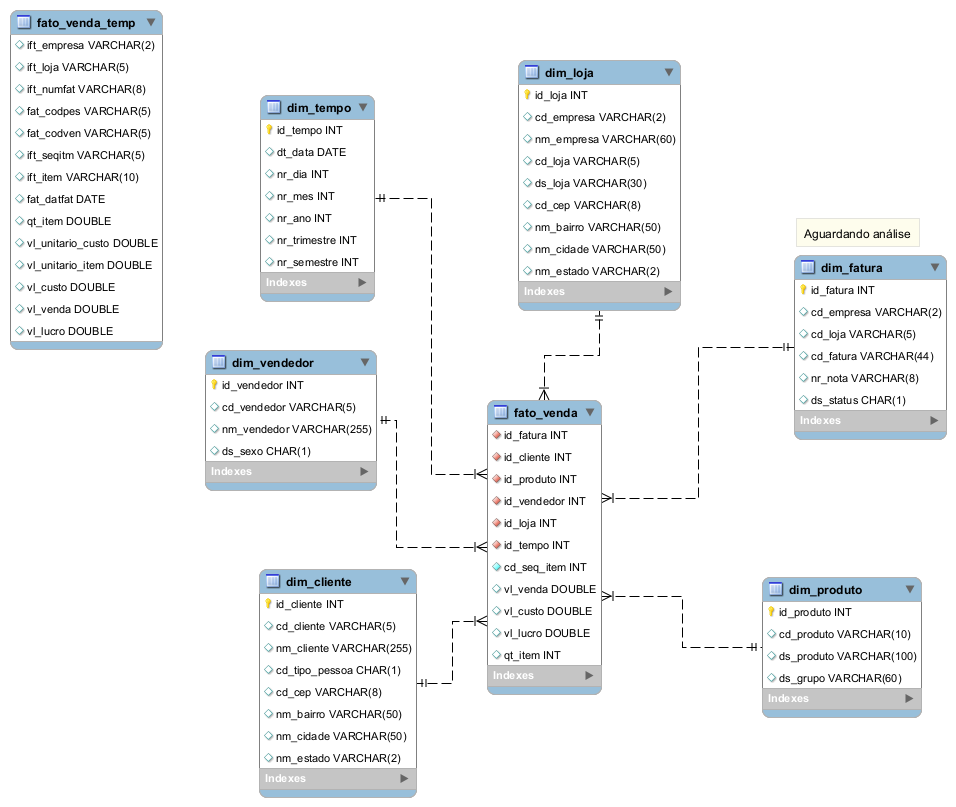 fato_venda_temp
ift_empresa VARCHAR(2)
ift_loja VARCHAR(5)
ift_numfat VARCHAR(8)
fat_codpes VARCHAR(5)
fat_codven VARCHAR(5)
ift_seqitm VARCHAR(5)
ift_item VARCHAR(10)
fat_datfat DATE
qt_item DOUBLE
vl_unitario_custo DOUBLE
vl_unitario_item DOUBLE
vl_custo DOUBLE
vl_venda DOUBLE
vl_lucro DOUBLE
dim_tempo
id_tempo INT
dt_data DATE
nr_dia INT
nr_mes INT
nr_ano INT
nr_trimestre INT
nr_semestre INT
Indexes
dim_loja
id_loja INT
cd_empresa VARCHAR(2)
nm_empresa VARCHAR(60)
cd_loja VARCHAR(5)
ds_loja VARCHAR(30)
cd_cep VARCHAR(8)
nm_bairro VARCHAR(50)
nm_cidade VARCHAR(50)
nm_estado VARCHAR(2)
Indexes
Aguardando análise
dim_fatura
id_fatura INT
cd_empresa VARCHAR(2)
cd_loja VARCHAR(5)
cd_fatura VARCHAR(44)
nr_nota VARCHAR(8)
ds_status CHAR(1)
Indexes
dim_vendedor
id_vendedor INT
cd_vendedor VARCHAR(5)
nm_vendedor VARCHAR(255)
ds_sexo CHAR(1)
Indexes
fato_venda
id_fatura INT
id_cliente INT
id_produto INT
id_vendedor INT
id_loja INT
id_tempo INT
cd_seq_item INT
vl_venda DOUBLE
vl_custo DOUBLE
vl_lucro DOUBLE
qt_item INT
Indexes
dim_cliente
id_cliente INT
cd_cliente VARCHAR(5)
nm_cliente VARCHAR(255)
cd_tipo_pessoa CHAR(1)
cd_cep VARCHAR(8)
nm_bairro VARCHAR(50)
nm_cidade VARCHAR(50)
nm_estado VARCHAR(2)
Indexes
dim_produto
id_produto INT
cd_produto VARCHAR(10)
ds_produto VARCHAR(100)
ds_grupo VARCHAR(60)
Indexes